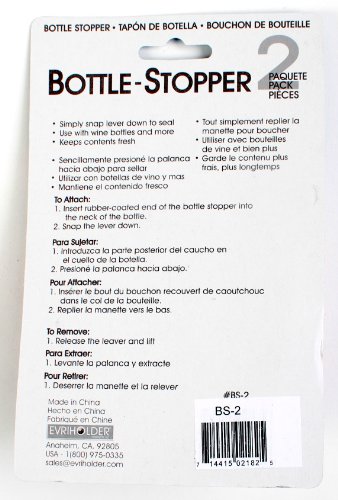 BOTTLE STOPPER • TAPÓN DE BOTELLA • BOUCHON DE BOUTEILLE
BOTTLE-STOPPER 2
PAQUETE
PACK
PIÈCES
• Simply snap lever down to seal
• Use with wine bottles and more
• Keeps contents fresh
• Sencillamente presioné la palanca
hacia abajo para sellar
• Utilizar con botellas de vino y mas
• Mantiene el contenido fresco
• Tout simplement replier la
manette pour boucher
• Utiliser avec bouteilles
de vine et bien plus
• Garde le contenu plus
frais, plus longtemps
To Attach:
1. Insert rubber-coated end of the bottle stopper into
the neck of the bottle.
2. Snap the lever down.
Para Sujetar:
1. Introduzca la parte posterior del caucho en
el cuello de la botella.
2. Presioné la palanca hacia abajo.
Pour Attacher:
1. Insérer le bout du bouchon recouvert de caoutchouc
dans le col de la bouteille.
2. Replier la manette vers le bas.
To Remove:
1. Release the leaver and lift
Para Extraer:
1. Levante la palanca y extracte
Pour Retirer:
1. Deserrer la manette et la relever
Made in China
Hecho en China
Fabriqué en Chine
EVRIHOLDER
Anaheim, CA. 92805
USA • 1(800) 975-0335
sales@evriholder.com
#BS-2
BS-2
7 14415 02182 5